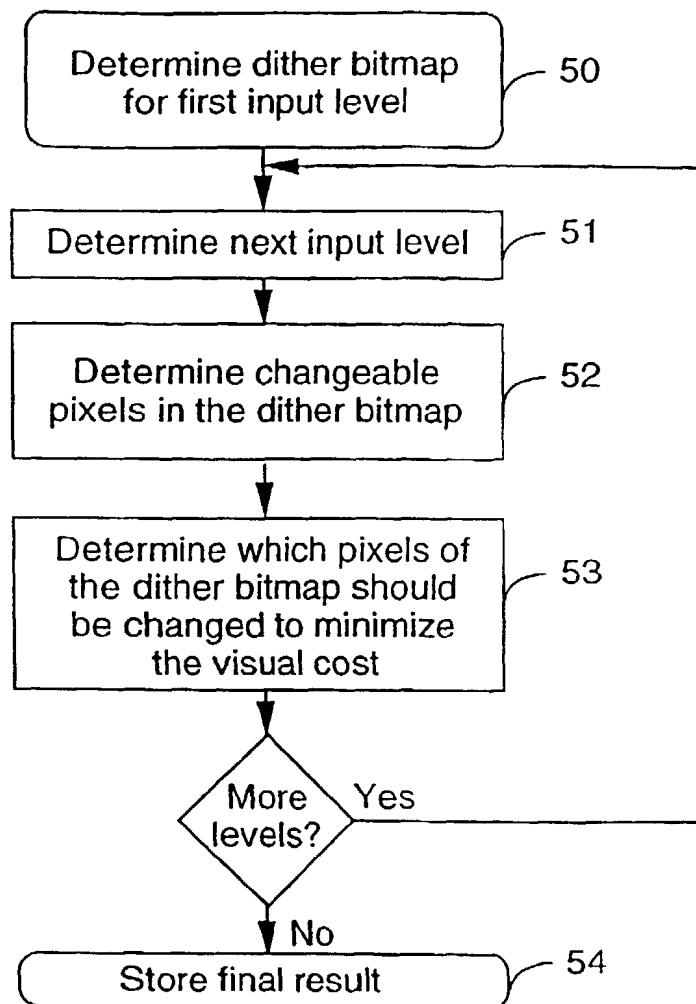 Determine dither bitmap
for first input level
50
Determine next input level
51
Determine changeable
pixels in the dither bitmap
52
Determine which pixels of
the dither bitmap should
be changed to minimize
the visual cost
53
More
levels?
Yes
No
Store final result
54